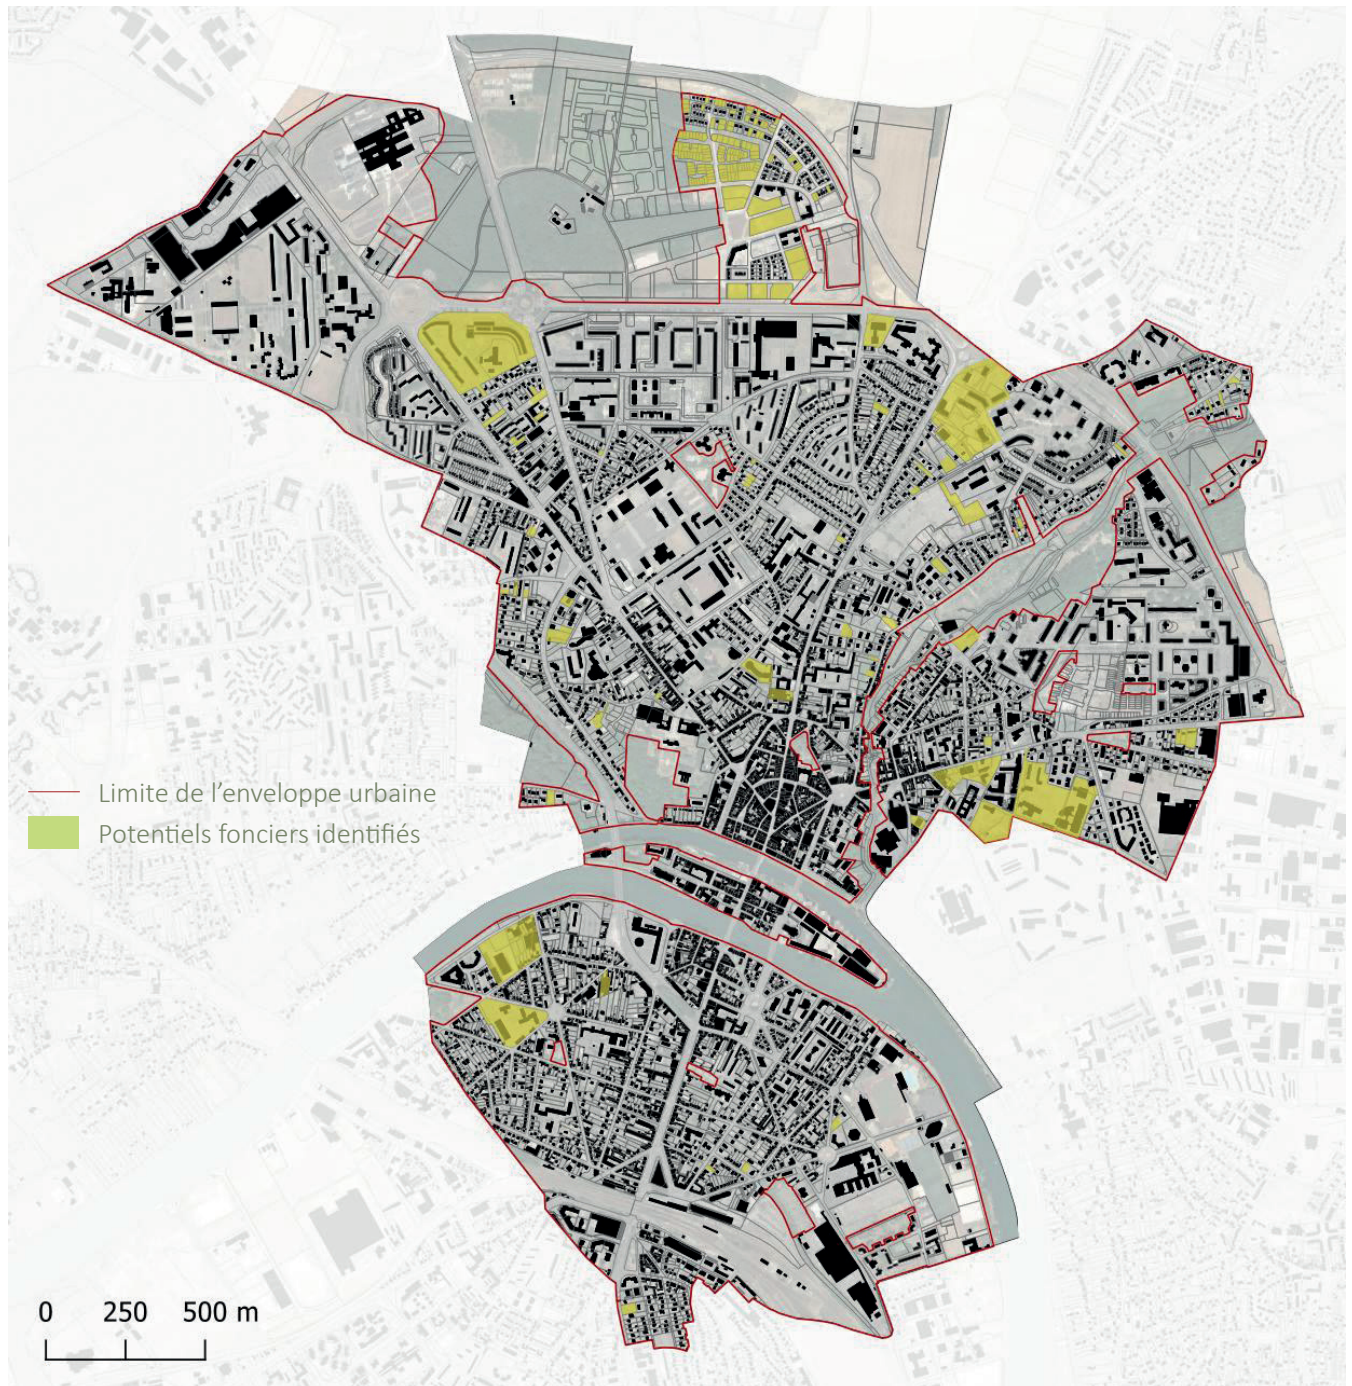 Limite de l’enveloppe urbaine
Potentiels fonciers identifiés
0 250 500 m